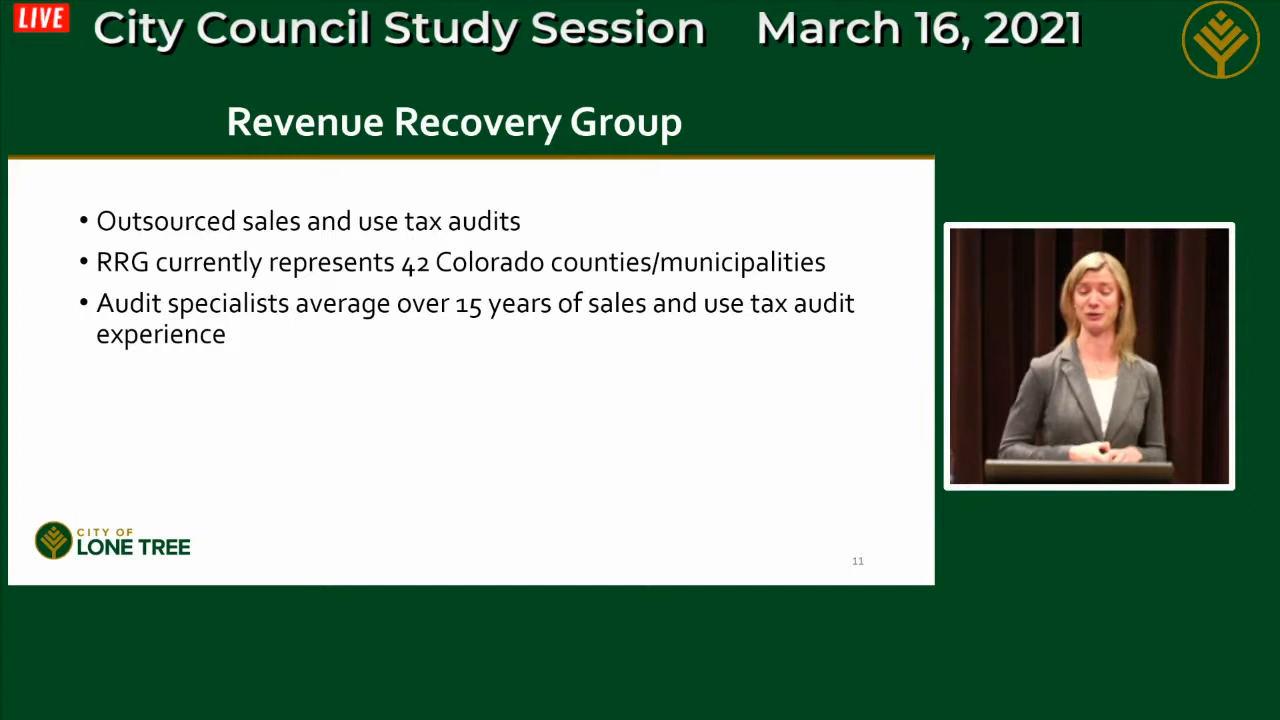 LIVE
City Council Study Session March 16, 2021
Revenue Recovery Group
• Outsourced sales and use tax audits
• RRG currently represents 42 Colorado counties/municipalities
• Audit specialists average over 15 years of sales and use tax audit
experience
CITY OF
LONE TREE
11